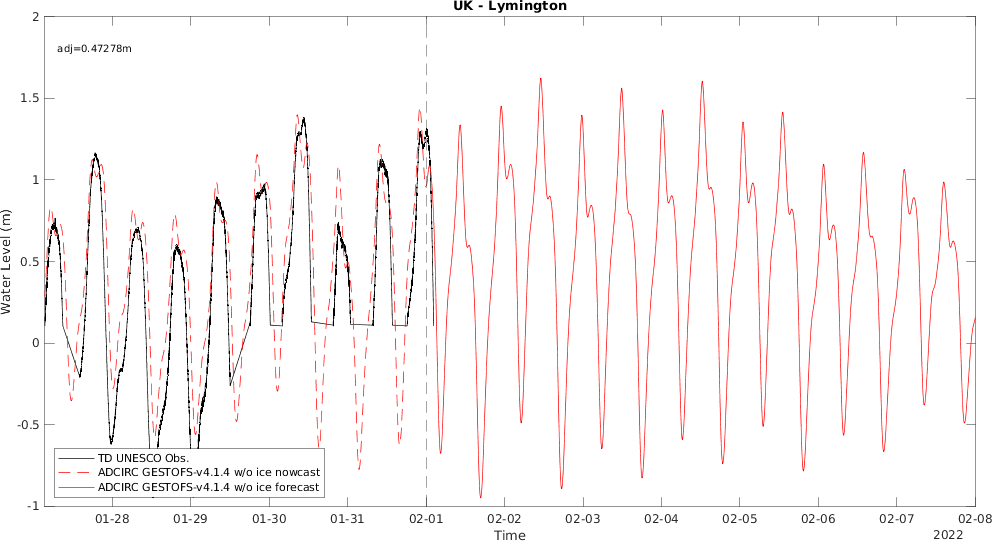 UK - Lymington
2
adj=0.47278m
1.5
1
0.5
0
-0.5
-1
Water Level (m)
TD UNESCO Obs.
ADCIRC GESTOFS-v4.1.4 w/o ice nowcast
ADCIRC GESTOFS-v4.1.4 w/o ice forecast
01-28 01-29 01-30 01-31 02-01 02-02 02-03 02-04 02-05 02-06 02-07 02-08
Time
2022